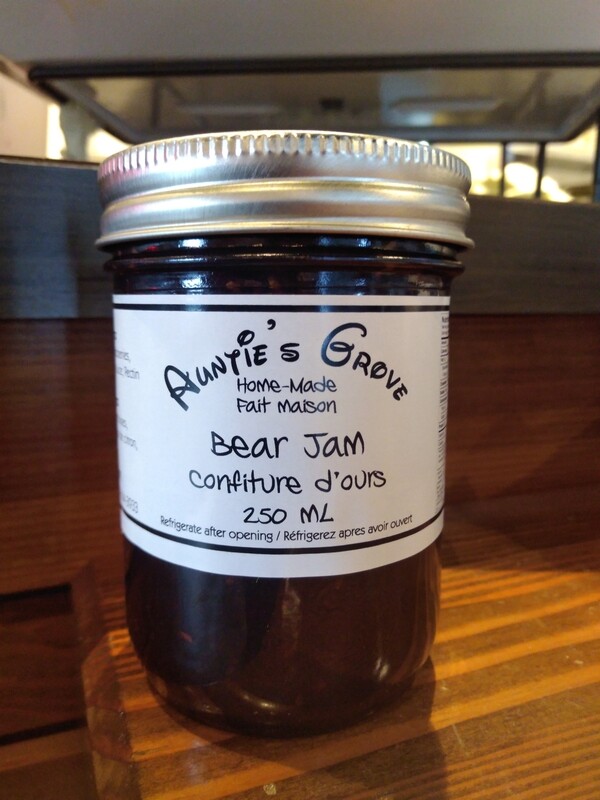 Auntie's Grove
Home-Made
Fait Maison
Bear Jam
Confiture d'ours
250 ML
Refrigerate after opening / Réfrigerez apres avoir ouvert
Pectin